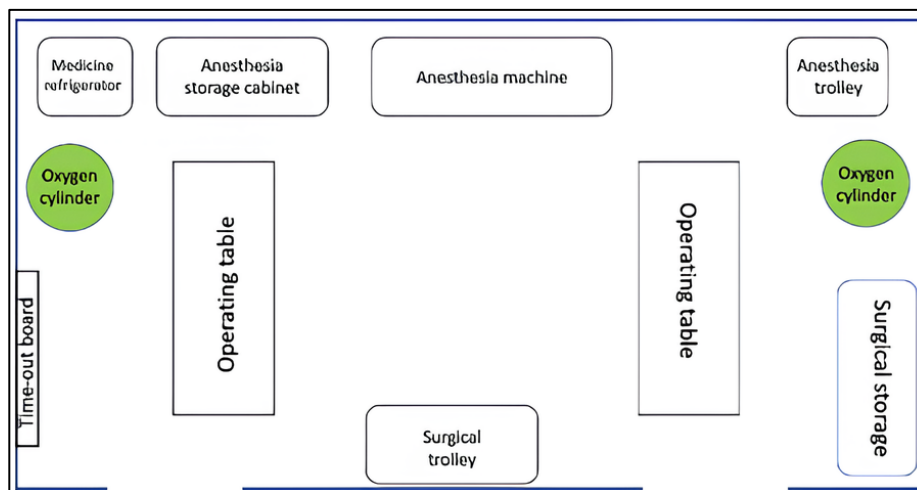 Medicine
refrigerator
Anesthesia
storage cabinet
Anesthesia machine
Anesthesia
trolley
Oxygen
cylinder
Oxygen
cylinder
Operating table
Operating table
Time-out board
Surgical storage
Surgical
trolley